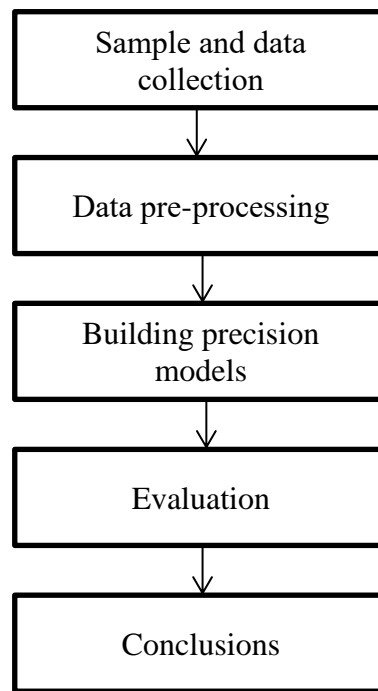 Sample and data
collection
Data pre-processing
Building precision
models
Evaluation
Conclusions